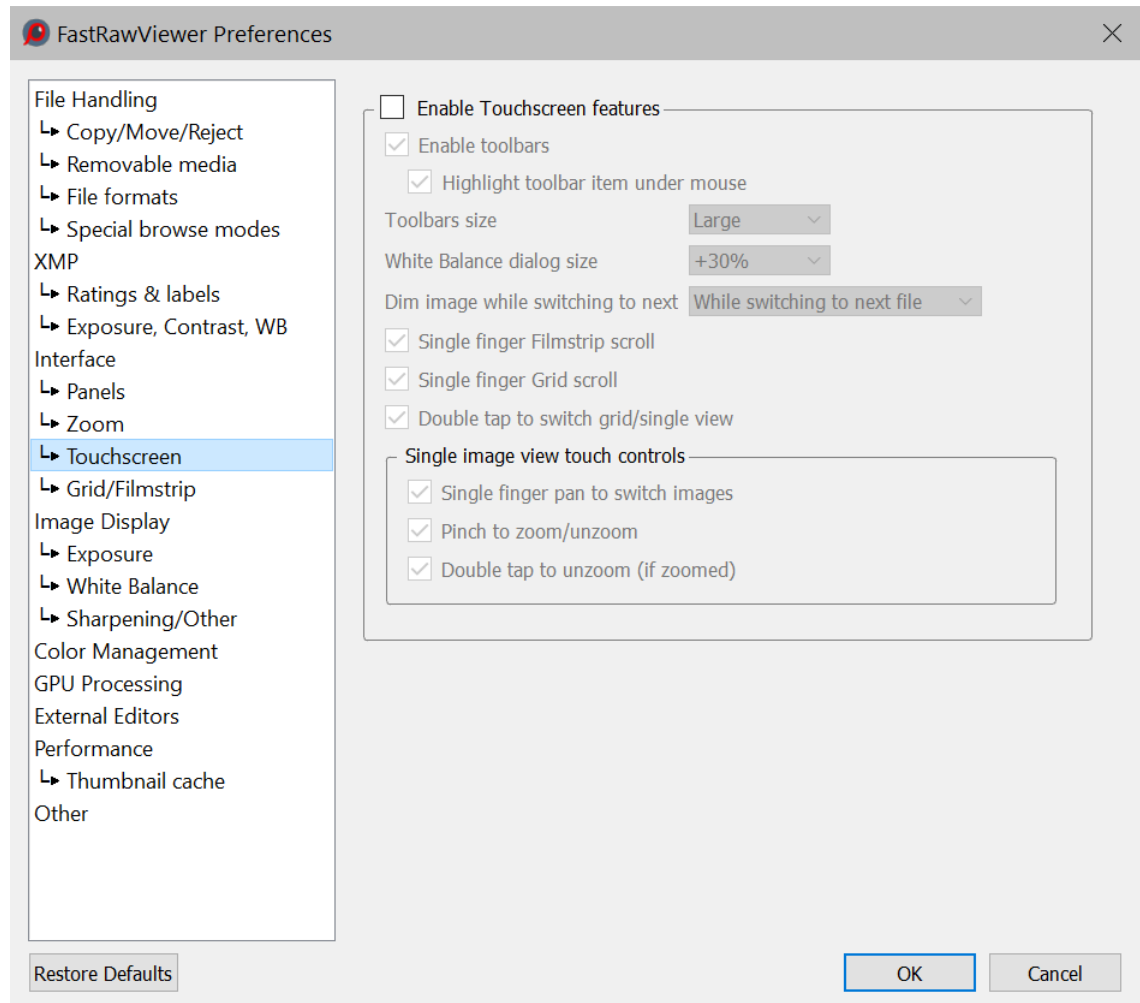 FastRawViewer Preferences
File Handling
Copy/Move/Reject
Removable media
File formats
Special browse modes
XMP
Ratings & labels
Exposure, Contrast, WB
Interface
Panels
Zoom
Touchscreen
Grid/Filmstrip
Image Display
Exposure
White Balance
Sharpening/Other
Color Management
GPU Processing
External Editors
Performance
Thumbnail cache
Other
Enable Touchscreen features
Enable toolbars
Highlight toolbar item under mouse
Toolbars size Large
White Balance dialog size +30%
Dim image while switching to next While switching to next file
Single finger Filmstrip scroll
Single finger Grid scroll
Double tap to switch grid/single view
Single image view touch controls
Single finger pan to switch images
Pinch to zoom/unzoom
Double tap to unzoom (if zoomed)
Restore Defaults
OK
Cancel